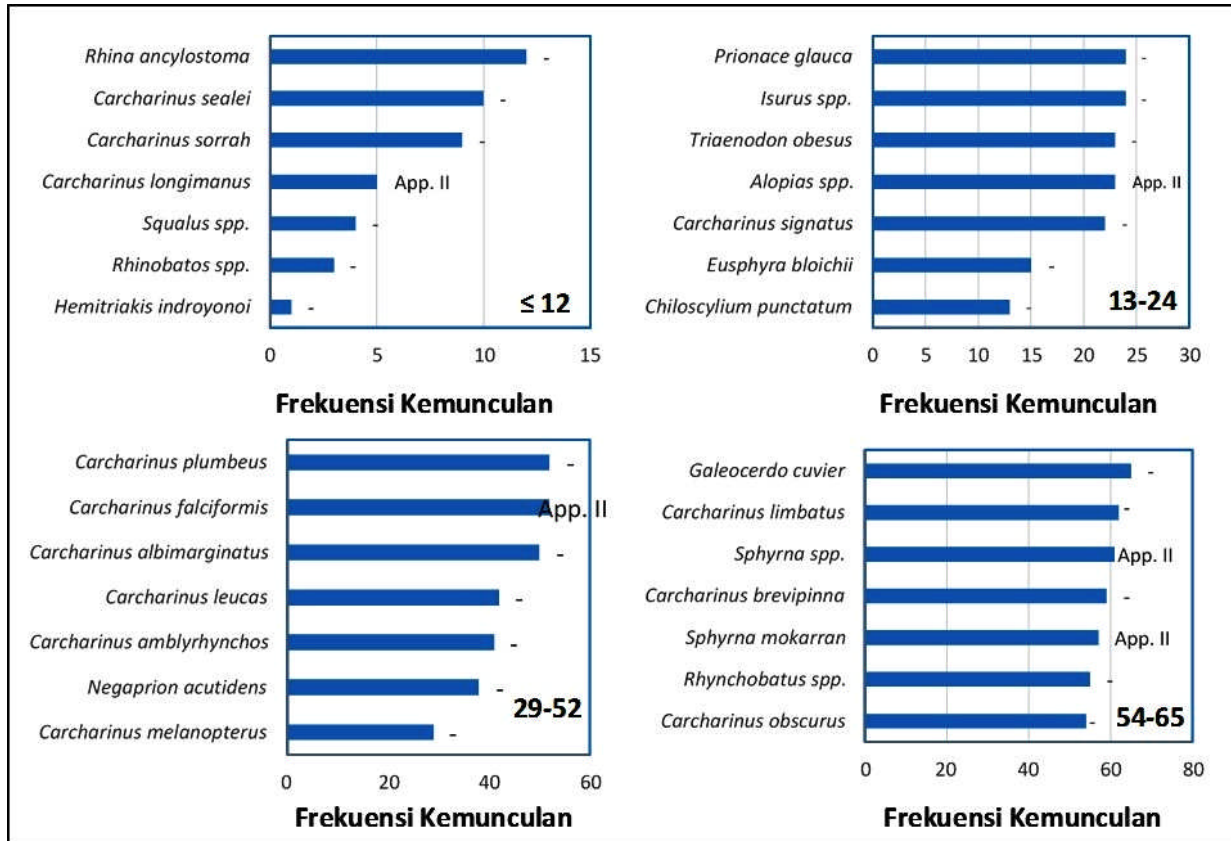 Rhina ancylostoma -
Carcharinus sealei -
Carcharinus sorrah -
Carcharinus longimanus App. II
Squalus spp. -
Rhinobatos spp. -
Hemitriakis indroyonoi -
≤ 12
0 5 10 15
Frekuensi Kemunculan
Prionace glauca -
Isurus spp. -
Triaenodon obesus -
Alopias spp. App. II
Carcharinus signatus -
Eusphyra bloichii -
Chiloscylium punctatum -
13-24
0 5 10 15 20 25 30
Frekuensi Kemunculan
Carcharinus plumbeus -
Carcharinus falciformis App. II
Carcharinus albimarginatus -
Carcharinus leucas -
Carcharinus amblyrhynchos -
Negaprion acutidens -
29-52
Carcharinus melanopterus -
0 20 40 60
Frekuensi Kemunculan
Galeocerdo cuvier -
Carcharinus limbatus -
Sphyrna spp. App. II
Carcharinus brevipinna -
Sphyrna mokarran App. II
Rhynchobatus spp. -
Carcharinus obscurus -
54-65
0 20 40 60 80
Frekuensi Kemunculan